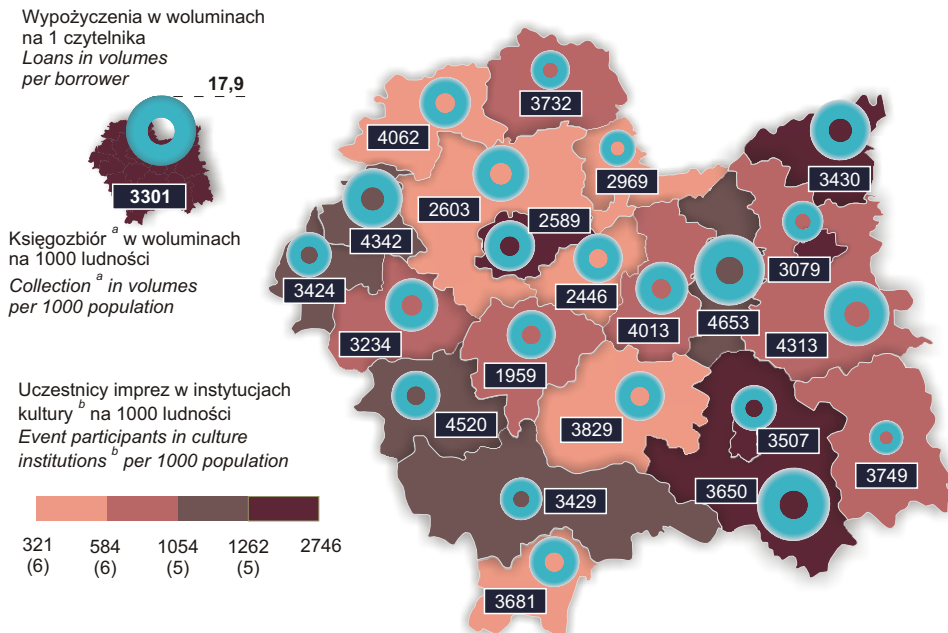 Wypożyczenia w woluminach
na 1 czytelnika
Loans in volumes
per borrower
17,9
3301
Księgozbiór a w woluminach
na 1000 ludności
Collection a in volumes
per 1000 population
Uczestnicy imprez w instytucjach
kultury b na 1000 ludności
Event participants in culture
institutions b per 1000 population
321 584 1054 1262 2746
(6) (6) (5) (5)
3732
4062
2969
3430
2603
2589
4342
3079
3424
2446
4013
4653
4313
3234
1959
4520
3829
3507
3749
3650
3429
3681